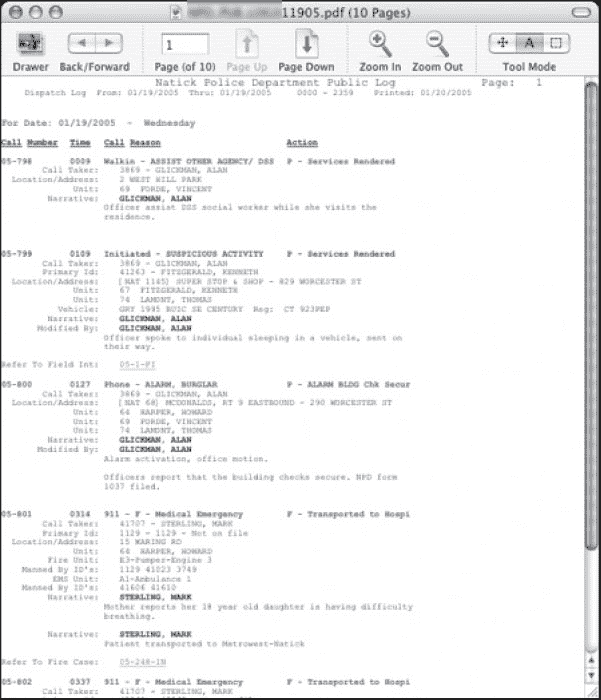 11905.pdf (10 Pages)
1
Drawer Back/Forward Page (of 10) Page Up Page Down Zoom In Zoom Out Tool Mode
A
Natick Police Department Public Log Page: 1
Dispatch Log From: 01/19/2005 Thru: 01/19/2005 0000 - 2359 Printed: 01/20/2005
For Date: 01/19/2005 - Wednesday
Call Number Time Call Reason Action
05-798 0009 Walkin - ASSIST OTHER AGENCY/ DSS P - Services Rendered
Call Taker: 3869 - GLICKMAN, ALAN
Location/Address: 2 WEST HILL PARK
Unit: 69 FORDE, VINCENT
Narrative: GLICKMAN, ALAN
Officer assist DSS social worker while she visits the
residence.
05-799 0109 Initiated - SUSPICIOUS ACTIVITY P - Services Rendered
Call Taker: 3869 - GLICKMAN, ALAN
Primary Id: 41263 - FITZGERALD, KENNETH
Location/Address: [NAT 1145] SUPER STOP & SHOP - 829 WORCESTER ST
Unit: 67 FITZGERALD, KENNETH
Unit: 74 LAMONT, THOMAS
Vehicle: GRY 1995 BUIC SE CENTURY Reg: CT 923PEP
Narrative: GLICKMAN, ALAN
Modified By: GLICKMAN, ALAN
Officer spoke to individual sleeping in a vehicle, sent on
their way.
Refer To Field Int: 05-1-FI
05-800 0127 Phone - ALARM, BURGLAR P - ALARM BLDG Chk Secur
Call Taker: 3869 - GLICKMAN, ALAN
Location/Address: [NAT 68] MCDONALDS, RT 9 EASTBOUND - 290 WORCESTER ST
Unit: 64 HARPER, HOWARD
Unit: 69 FORDE, VINCENT
Unit: 74 LAMONT, THOMAS
Narrative: GLICKMAN, ALAN
Modified By: GLICKMAN, ALAN
Alarm activation, office motion.
Officers report that the building checks secure. NPD form
1037 filed.
05-801 0314 911 - F - Medical Emergency F - Transported to Hospi
Call Taker: 41707 - STERLING, MARK
Primary Id: 1129 - 1129 - Not on file
Location/Address: 15 WARING RD
Unit: 64 HARPER, HOWARD
Fire Unit: E3-Pumper-Engine 3
Manned By ID's: 1129 41023 3749
EMS Unit: A1-Ambulance 1
Manned By ID's: 41606 41610
Narrative: STERLING, MARK
Mother reports her 18 year old daughter is having difficulty
breathing.
Narrative: STERLING, MARK
Patient transported to Metrowest-Natick
Refer To Fire Case: 05-248-IN
05-802 0337 911 - F - Medical Emergency F - Transported to Hospi
Call Taker: 41707 - STERLING, MARK